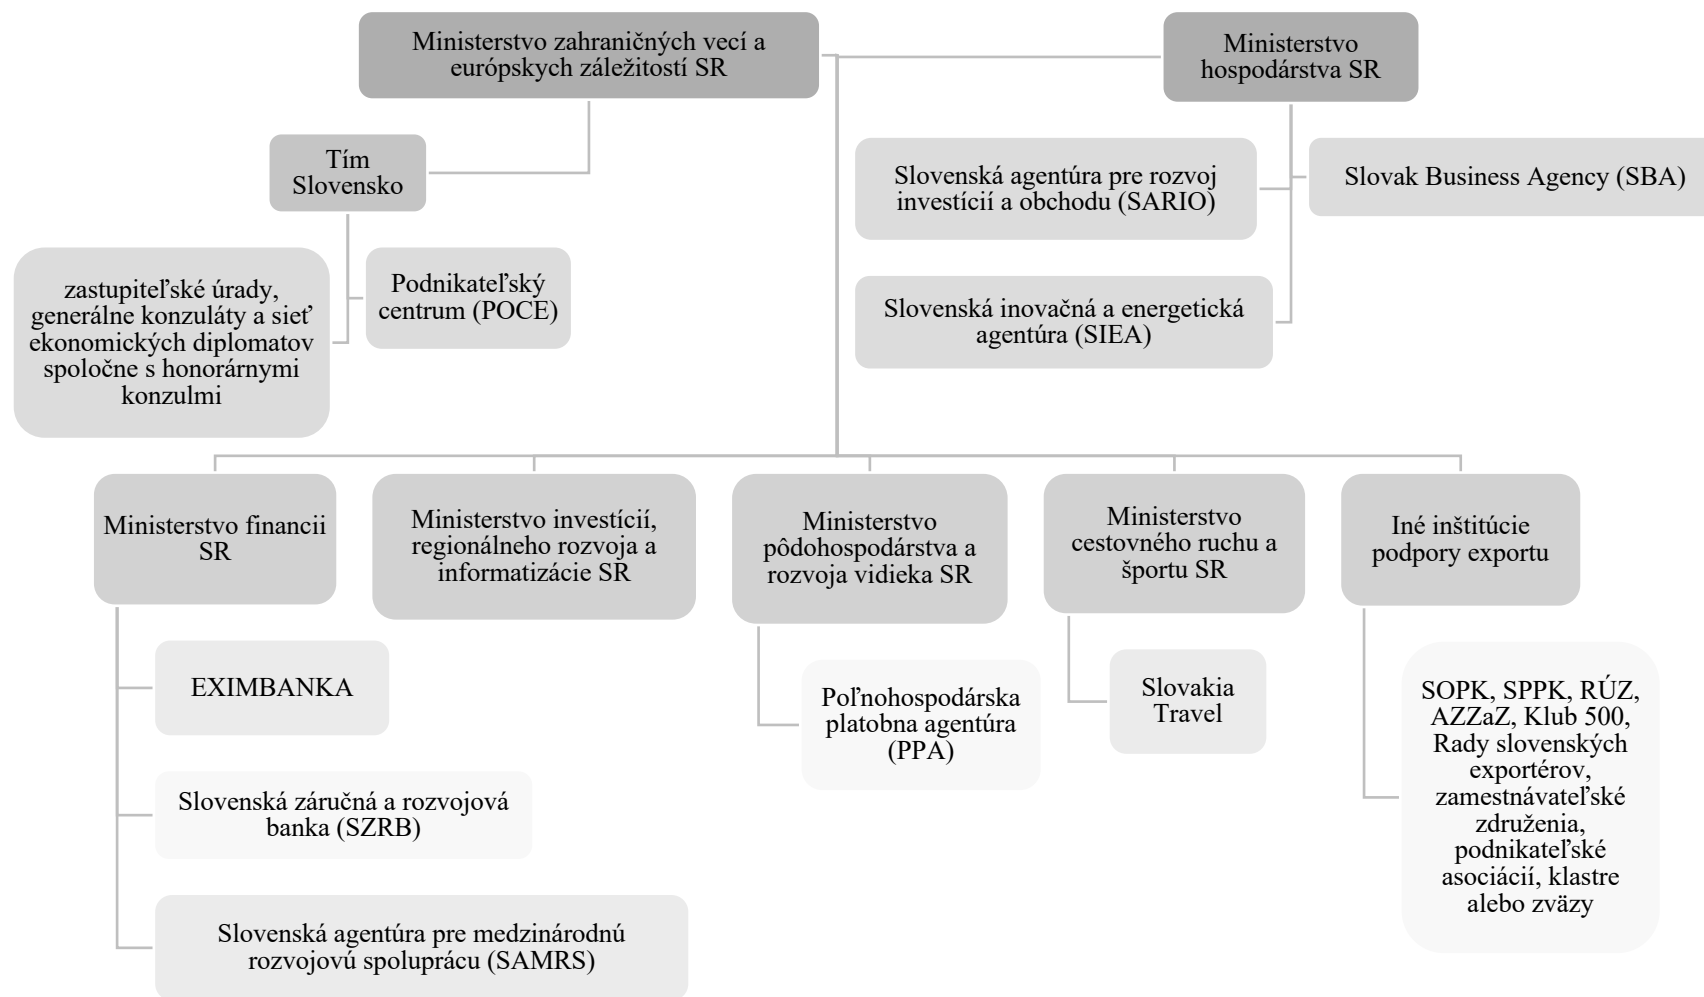 Ministerstvo zahraničných vecí a
európskych záležitostí SR
Ministerstvo
hospodárstva SR
Tím
Slovensko
Slovenská agentúra pre rozvoj
investícií a obchodu (SARIO)
Slovak Business Agency (SBA)
zastupiteľské úrady,
generálne konzuláty a sieť
ekonomických diplomatov
spoločne s honorárnymi
konzulmi
Podnikateľský
centrum (POCE)
Slovenská inovačná a energetická
agentúra (SIEA)
Ministerstvo financii
SR
Ministerstvo investícií,
regionálneho rozvoja a
informatizácie SR
Ministerstvo
pôdohospodárstva a
rozvoja vidieka SR
Ministerstvo
cestovného ruchu a
športu SR
Iné inštitúcie
podpory exportu
EXIMBANKA
Slovenská záručná a rozvojová
banka (SZRB)
Slovenská agentúra pre medzinárodnú
rozvojovú spoluprácu (SAMRS)
Poľnohospodárska
platobna agentúra
(PPA)
Slovakia
Travel
SOPK, SPPK, RÚZ,
AZZaZ, Klub 500,
Rady slovenských
exportérov,
zamestnávateľské
združenia,
podnikateľské
asociácií, klastre
alebo zväzy